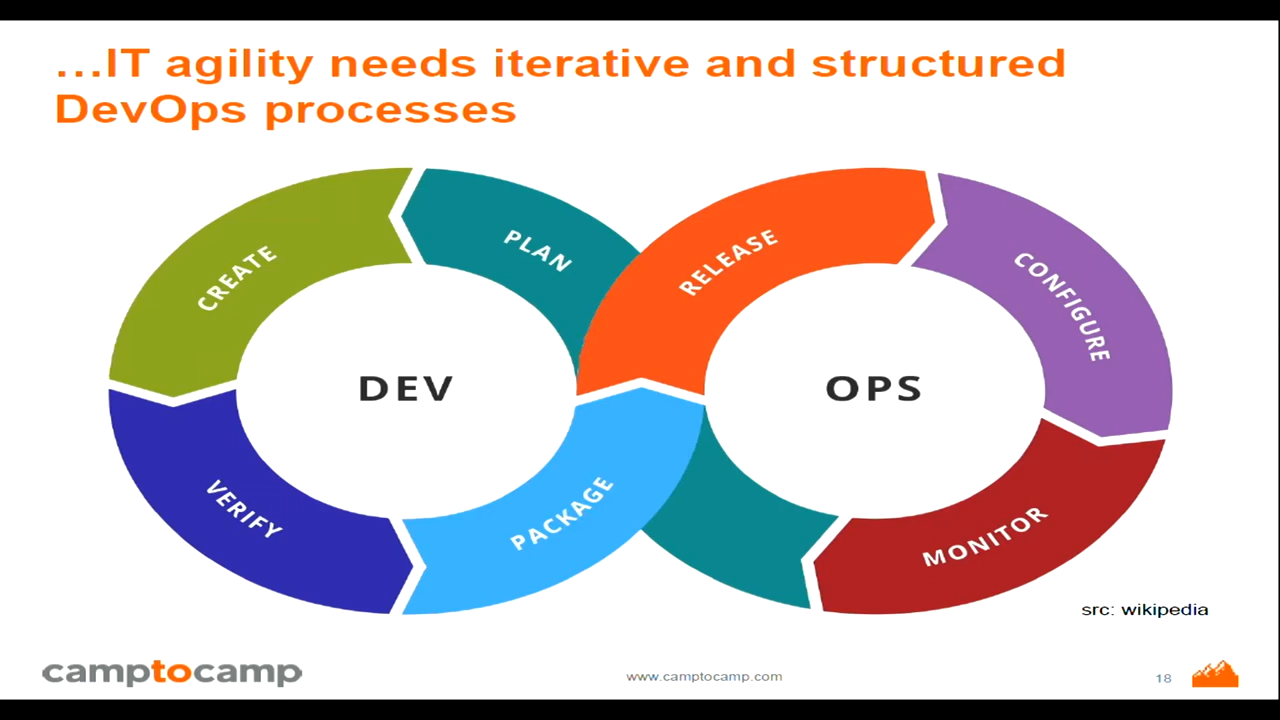 ...IT agility needs iterative and structured
DevOps processes
CREATE
PLAN
RELEASE
CONFIGURE
DEV
OPS
VERIFY
PACKAGE
MONITOR
src: wikipedia
camptocamp
www.camptocamp.com
18